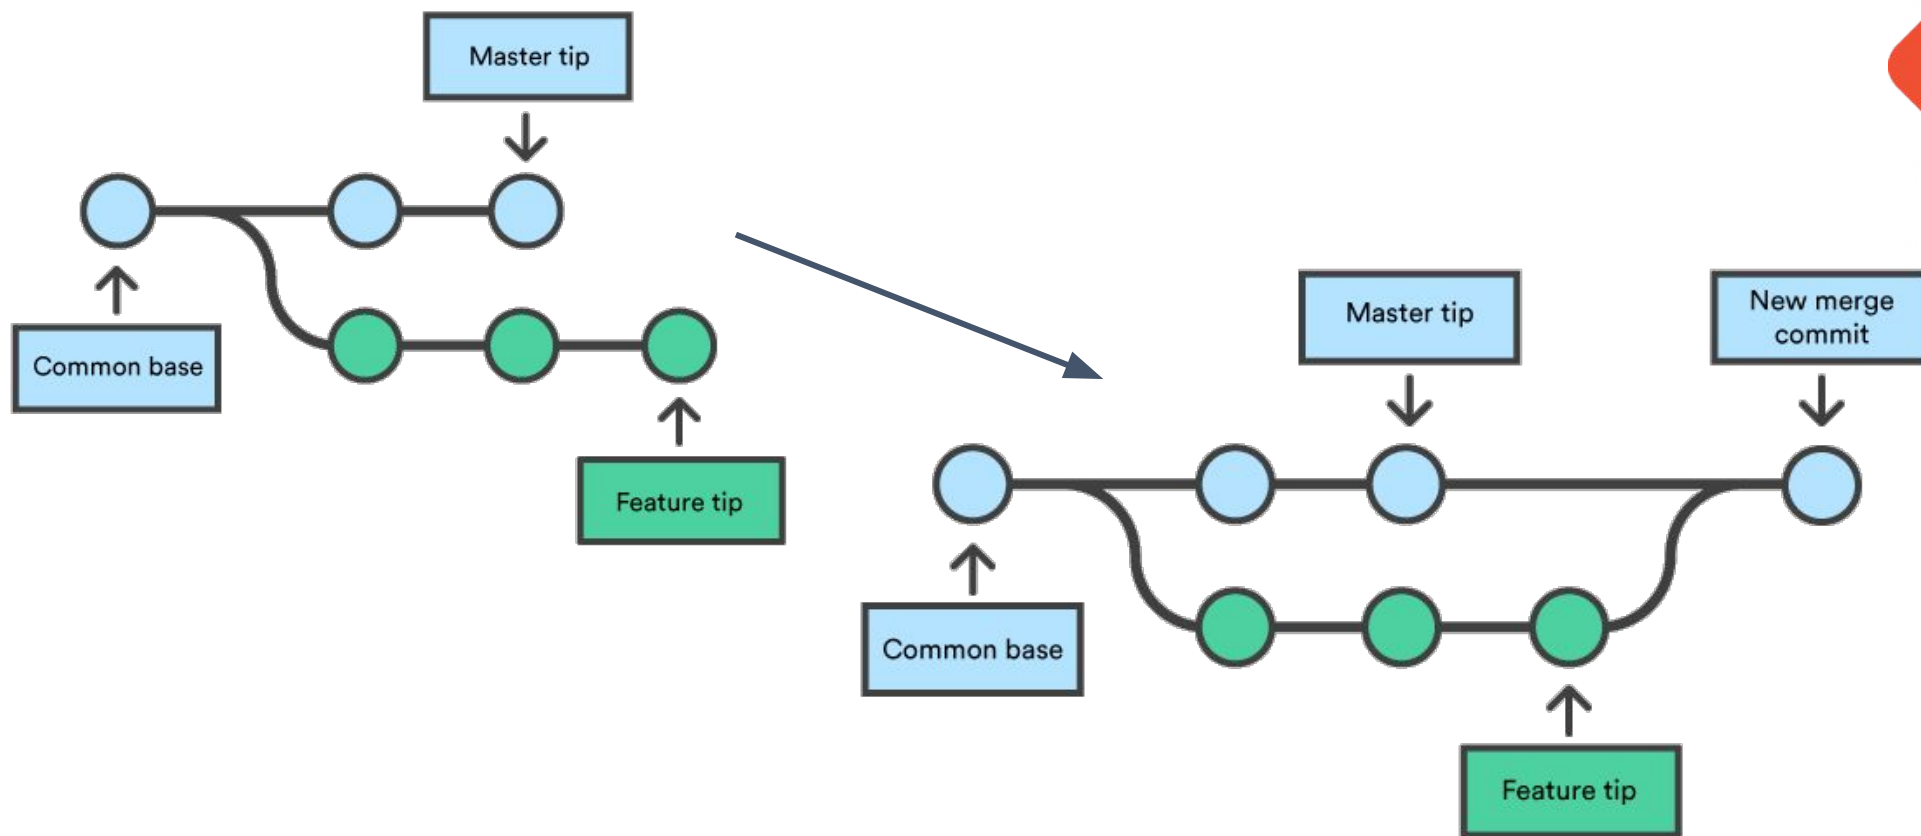 Master tip
Common base
Feature tip
Master tip
New merge
commit
Common base
Feature tip